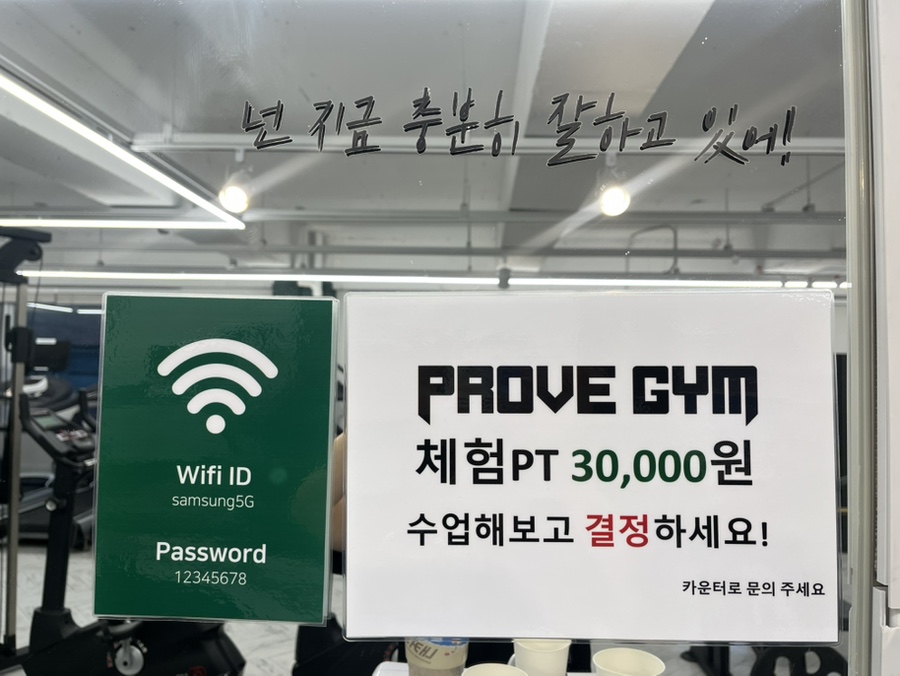 넌 지금 충분히 잘하고 있어!!
Wifi ID
samsung5G
Password
12345678
PROVE GYM
체험PT 30,000원
수업해보고 결정하세요!
카운터로 문의 주세요